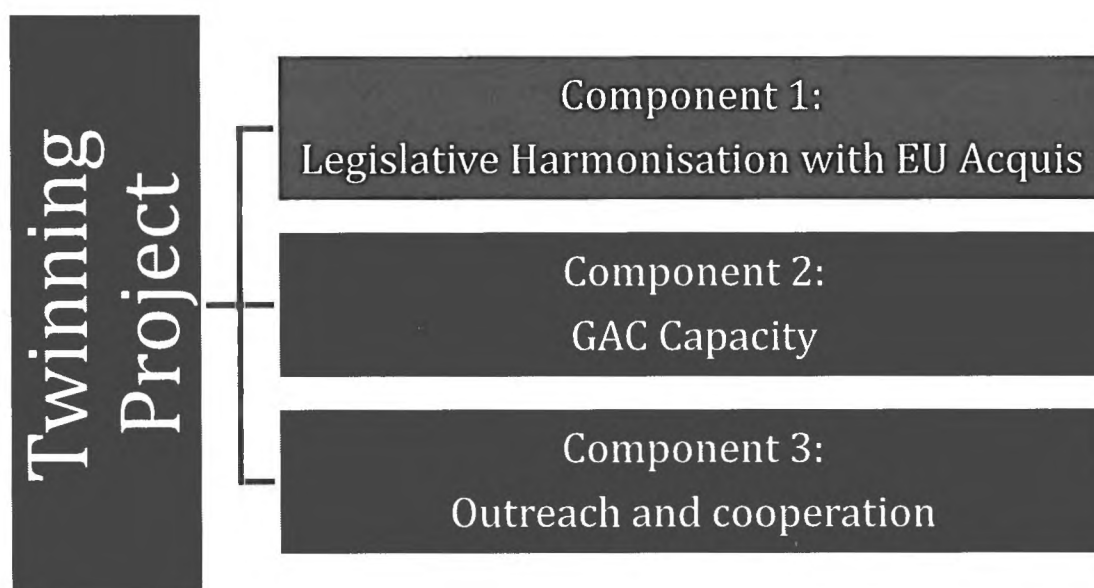 Twinning
Project
Component 1:
Legislative Harmonisation with EU Acquis
Component 2:
GAC Capacity
Component 3:
Outreach and cooperation